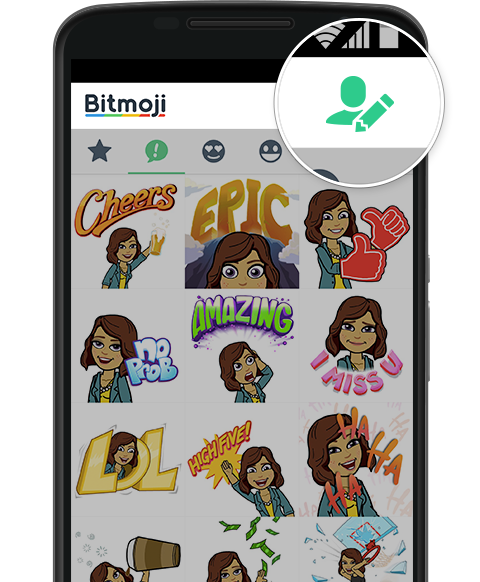 Bitmoji
Cheers
EPIC
no
PROB
AMAZING
I MISS U
LOL
HIGH FIVE!
HA
HA
HA
HA